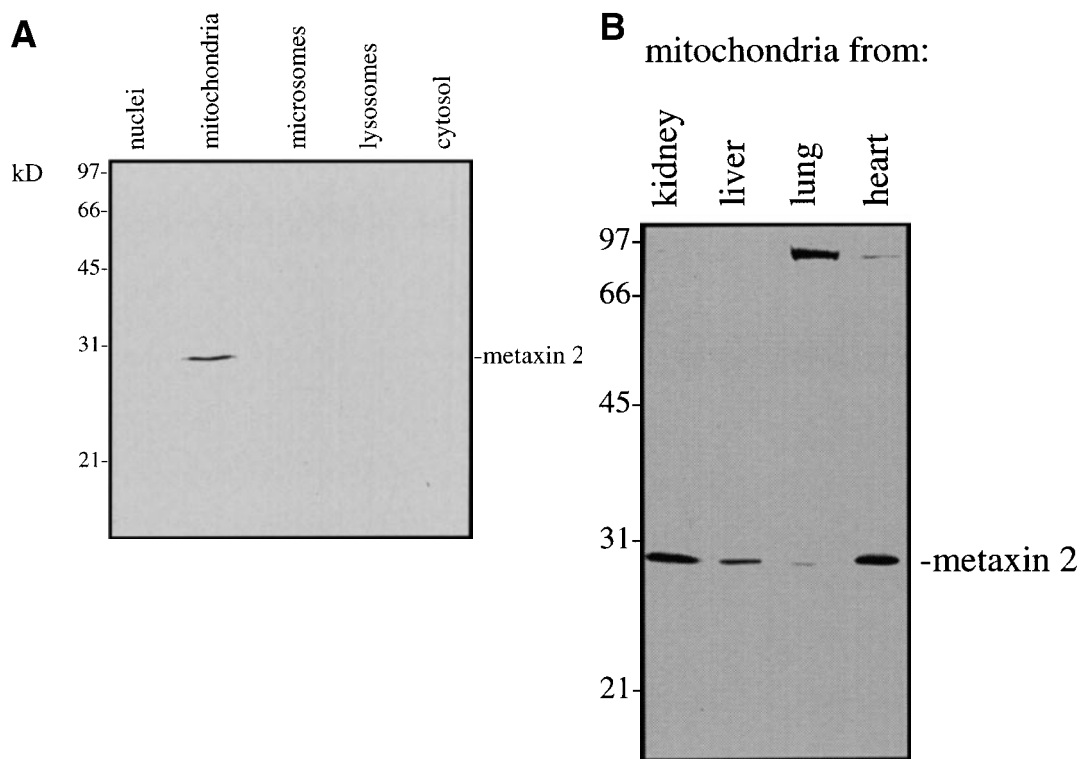 A
nuclei
mitochondria
microsomes
lysosomes
cytosol
kD
97-
66-
45-
31-
21-
-metaxin 2
B
mitochondria from:
kidney
liver
lung
heart
97-
66-
45-
31-
21-
-metaxin 2